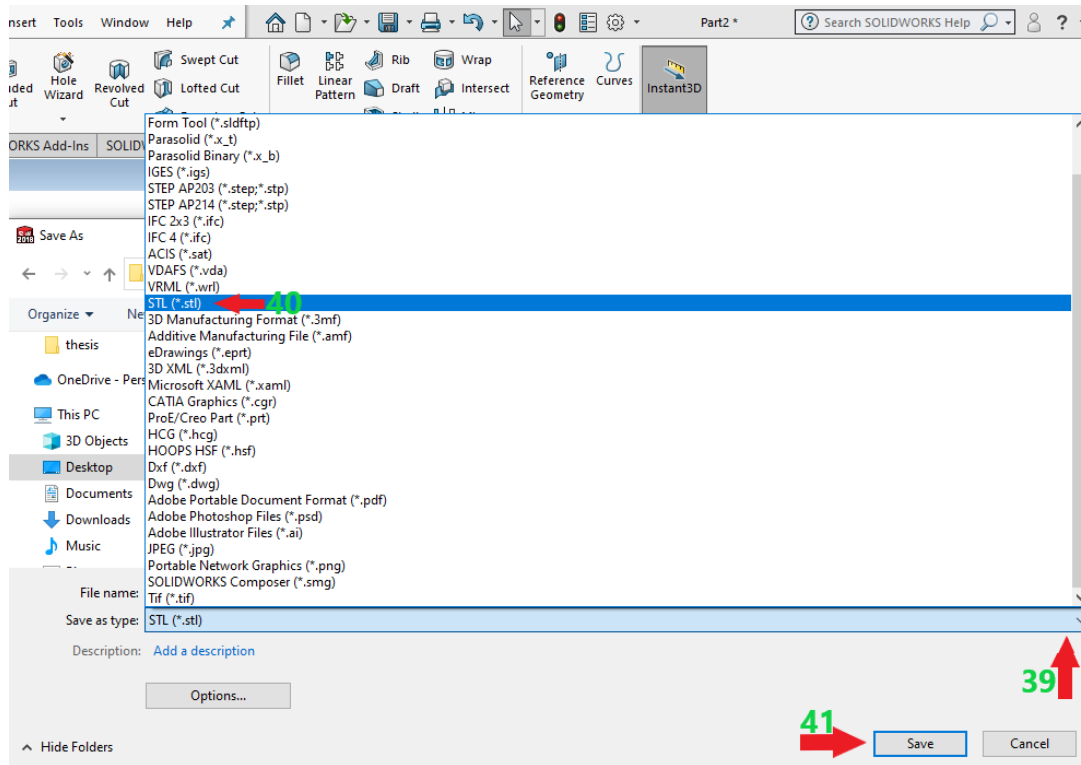 nsert Tools Window Help Part2 * Search SOLIDWORKS Help ?
Hole Wizard
Revolved Cut
Swept Cut
Lofted Cut
Fillet
Linear Pattern
Rib
Draft
Wrap
Intersect
Reference Geometry
Curves
Instant3D
ORKS Add-Ins SOLIDW
Form Tool (*.sldftp)
Parasolid (*.x_t)
Parasolid Binary (*.x_b)
IGES (*.igs)
STEP AP203 (*.step;*.stp)
STEP AP214 (*.step;*.stp)
IFC 2x3 (*.ifc)
IFC 4 (*.ifc)
ACIS (*.sat)
VDAFS (*.vda)
VRML (*.wrl)
STL (*.stl) 40
3D Manufacturing Format (*.3mf)
Additive Manufacturing File (*.amf)
eDrawings (*.eprt)
3D XML (*.3dxml)
Microsoft XAML (*.xaml)
CATIA Graphics (*.cgr)
ProE/Creo Part (*.prt)
HCG (*.hcg)
HOOPS HSF (*.hsf)
Dxf (*.dxf)
Dwg (*.dwg)
Adobe Portable Document Format (*.pdf)
Adobe Photoshop Files (*.psd)
Adobe Illustrator Files (*.ai)
JPEG (*.jpg)
Portable Network Graphics (*.png)
SOLIDWORKS Composer (*.smg)
Tif (*.tif)
Save As
Organize Ne
thesis
OneDrive - Pers
This PC
3D Objects
Desktop
Documents
Downloads
Music
File name:
Save as type: STL (*.stl)
Description: Add a description
39
Options...
41
Hide Folders Save Cancel